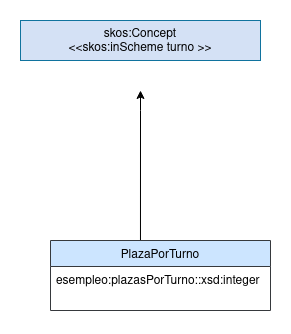 skos:Concept
<<skos:inScheme turno >>
PlazaPorTurno
esempleo:plazasPorTurno::xsd:integer